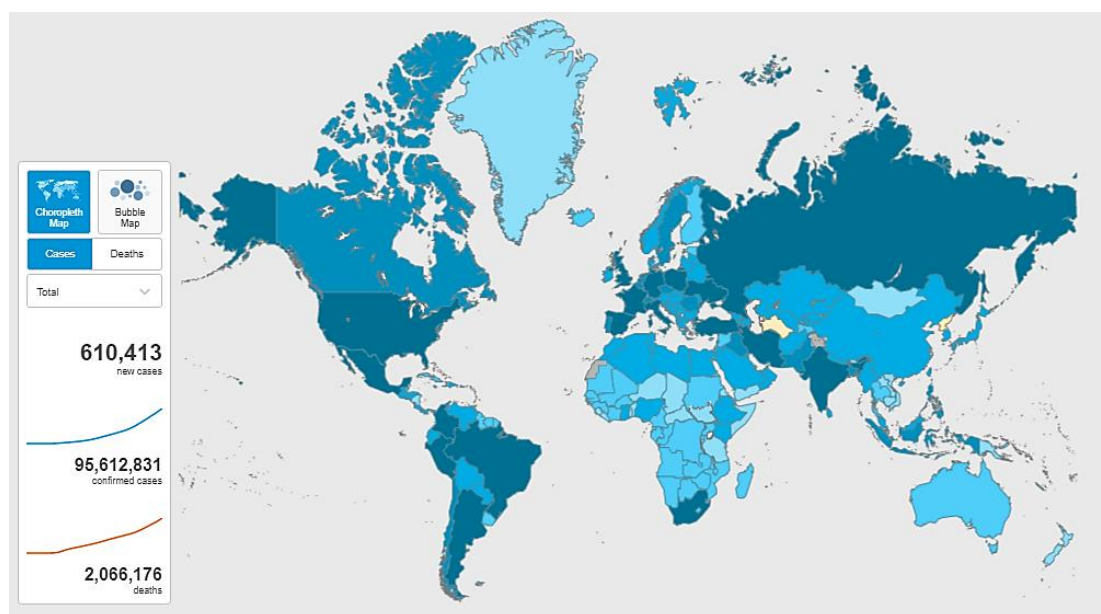 Choropleth
Map
Bubble
Map
Cases
Deaths
Total
610,413
new cases
95,612,831
confirmed cases
2,066,176
deaths